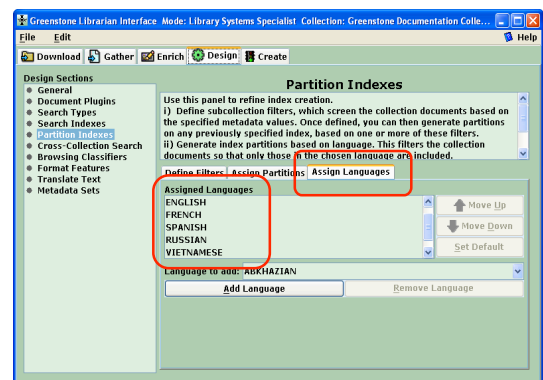 Greenstone Librarian Interface Mode: Library Systems Specialist Collection: Greenstone Documentation Colle...
File Edit Help
Download Gather Enrich Design Create
Design Sections
General
Document Plugins
Search Types
Search Indexes
Partition Indexes
Cross-Collection Search
Browsing Classifiers
Format Features
Translate Text
Metadata Sets
Partition Indexes
Use this panel to refine index creation.
i) Define subcollection filters, which screen the collection documents based on
the specified metadata values. Once defined, you can then generate partitions
on any previously specified index, based on one or more of these filters.
ii) Generate index partitions based on language. This filters the collection
documents so that only those in the chosen language are included.
Define Filters Assign Partitions Assign Languages
Assigned Languages
ENGLISH
FRENCH
SPANISH
RUSSIAN
VIETNAMESE
Move Up
Move Down
Set Default
Language to add: ABKHAZIAN
Add Language Remove Language